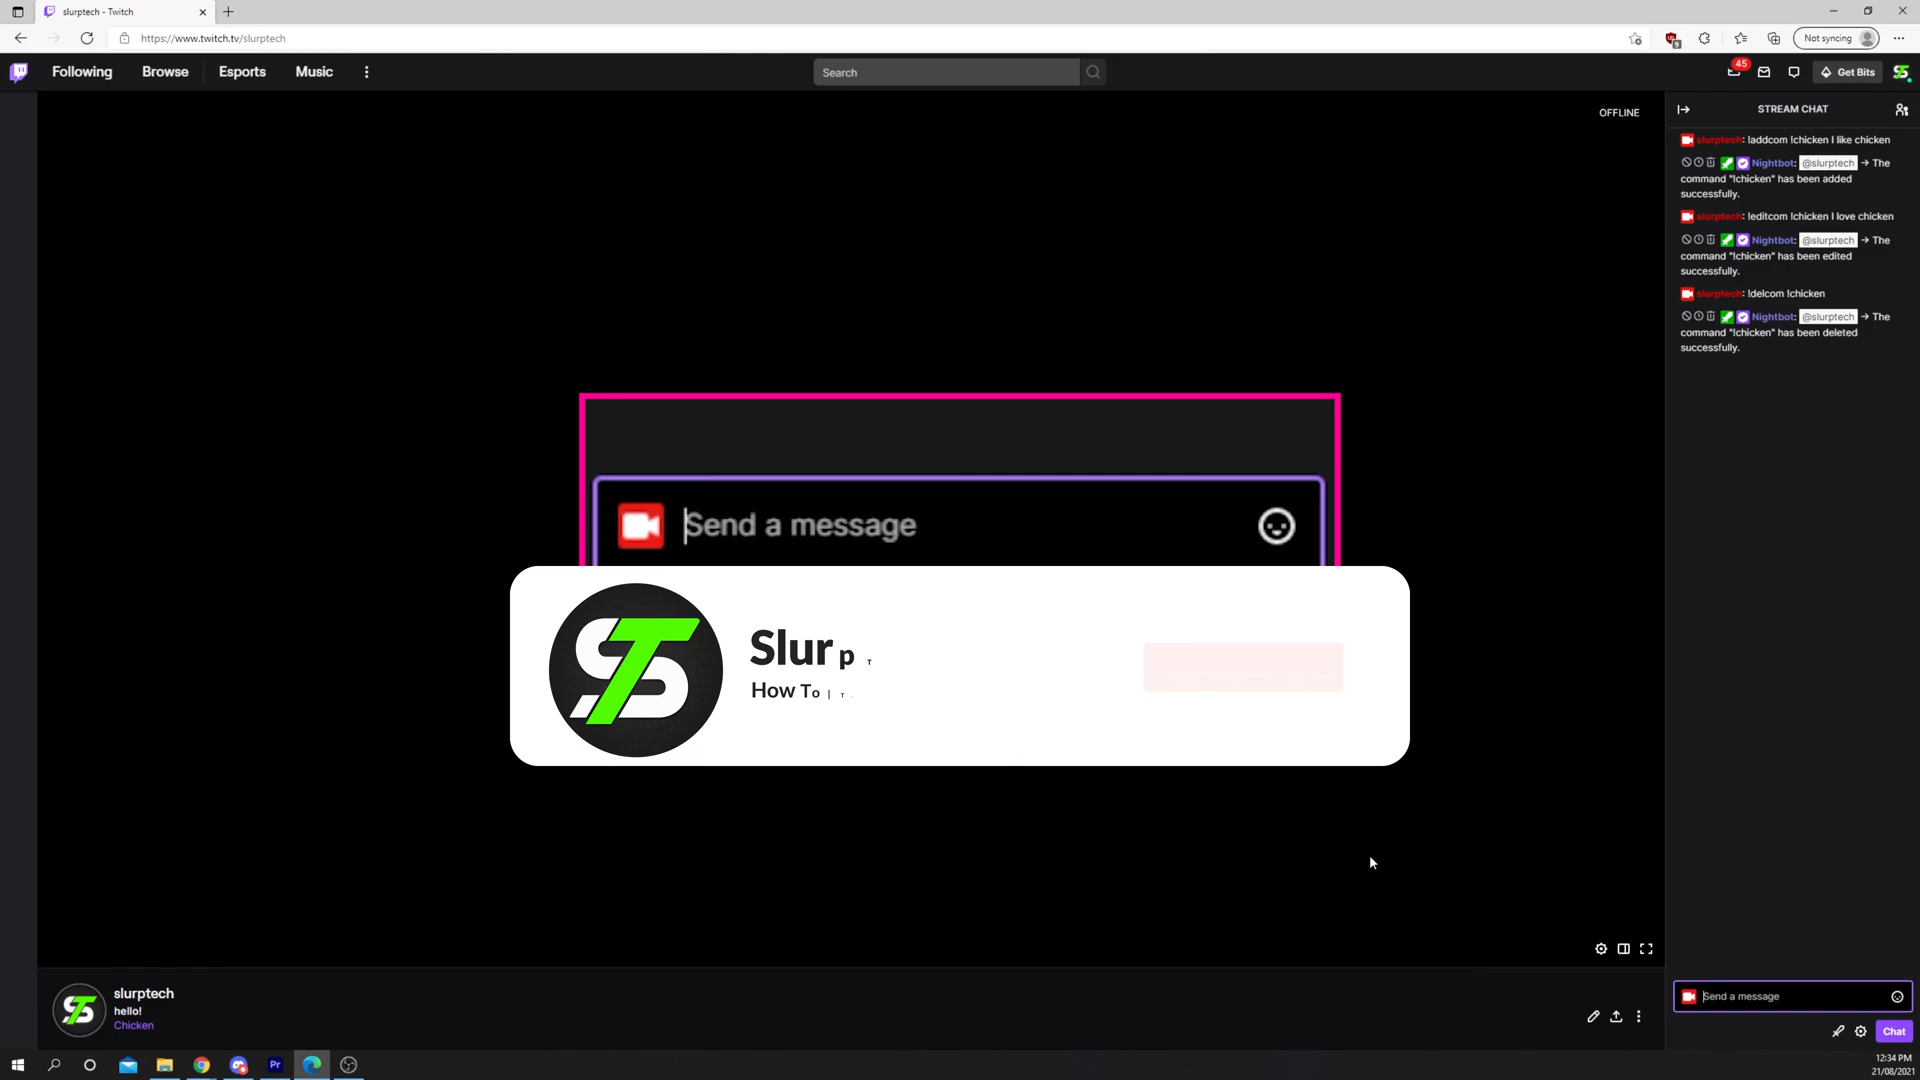 slurptech - Twitch
https://www.twitch.tv/slurptech
Not syncing
Following
Browse
Esports
Music
Search
45
Get Bits
OFFLINE
STREAM CHAT
slurptech: !addcom !chicken I like chicken
Nightbot: @slurptech → The
command "!chicken" has been added
successfully.
slurptech: !editcom !chicken I love chicken
Nightbot: @slurptech → The
command "!chicken" has been edited
successfully.
slurptech: !delcom !chicken
Nightbot: @slurptech → The
command "!chicken" has been deleted
successfully.
Send a message
Slurp T
How To | T
slurptech
hello!
Chicken
Send a message
Chat
Pr
12:34 PM
21/08/2021